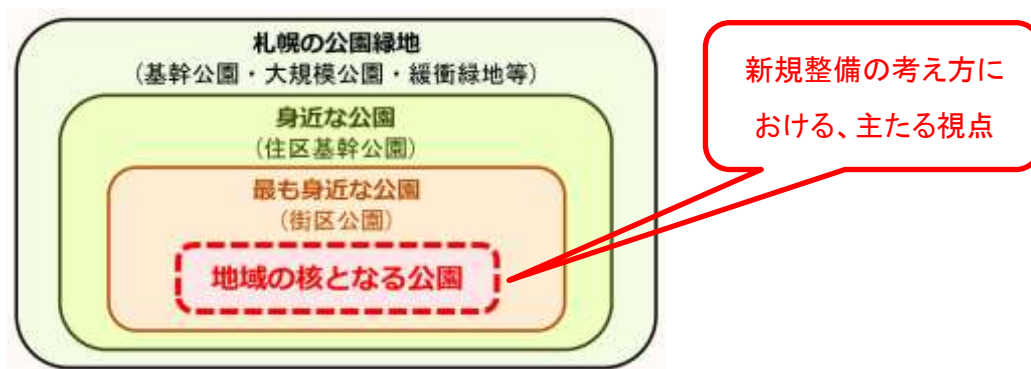 札幌の公園緑地
(基幹公園・大規模公園・緩衝緑地等)
身近な公園
(住区基幹公園)
最も身近な公園
(街区公園)
地域の核となる公園
新規整備の考え方に
おける、主たる視点